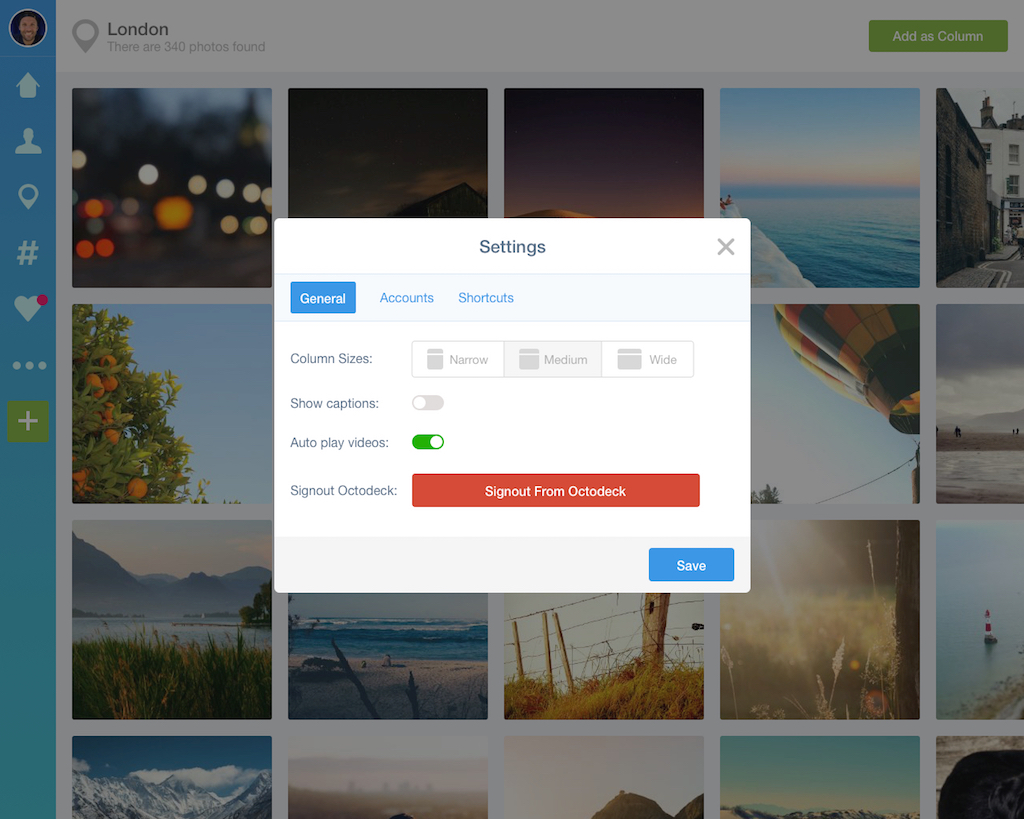 London
There are 340 photos found
Add as Column
#
Settings
General
Accounts
Shortcuts
Column Sizes:
Narrow
Medium
Wide
Show captions:
Auto play videos:
Signout Octodeck:
Signout From Octodeck
Save